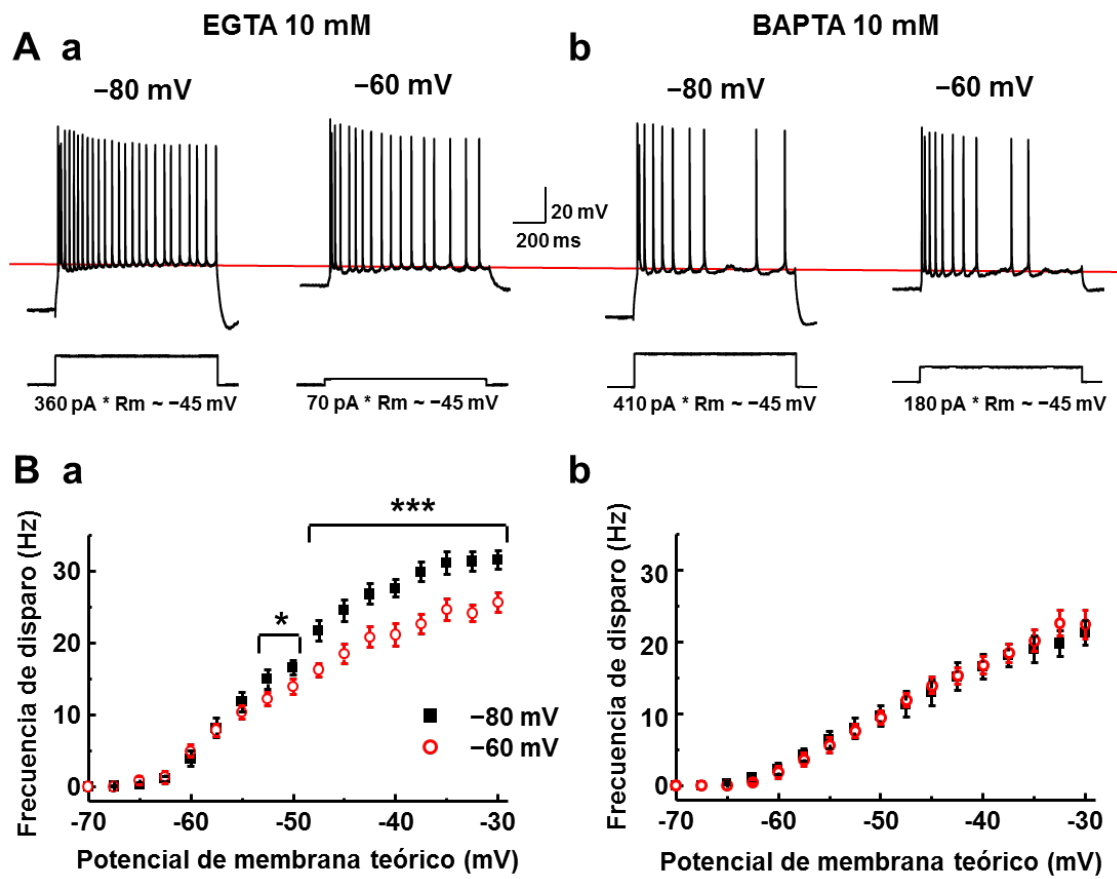 EGTA 10 mM
BAPTA 10 mM
A a
b
−80 mV
−60 mV
−80 mV
−60 mV
20 mV
200 ms
360 pA * Rm ~ −45 mV
70 pA * Rm ~ −45 mV
410 pA * Rm ~ −45 mV
180 pA * Rm ~ −45 mV
B a
b
Frecuencia de disparo (Hz)
30
20
10
0
*
***
−80 mV
−60 mV
-70 -60 -50 -40 -30
Potencial de membrana teórico (mV)
Frecuencia de disparo (Hz)
30
20
10
0
-70 -60 -50 -40 -30
Potencial de membrana teórico (mV)